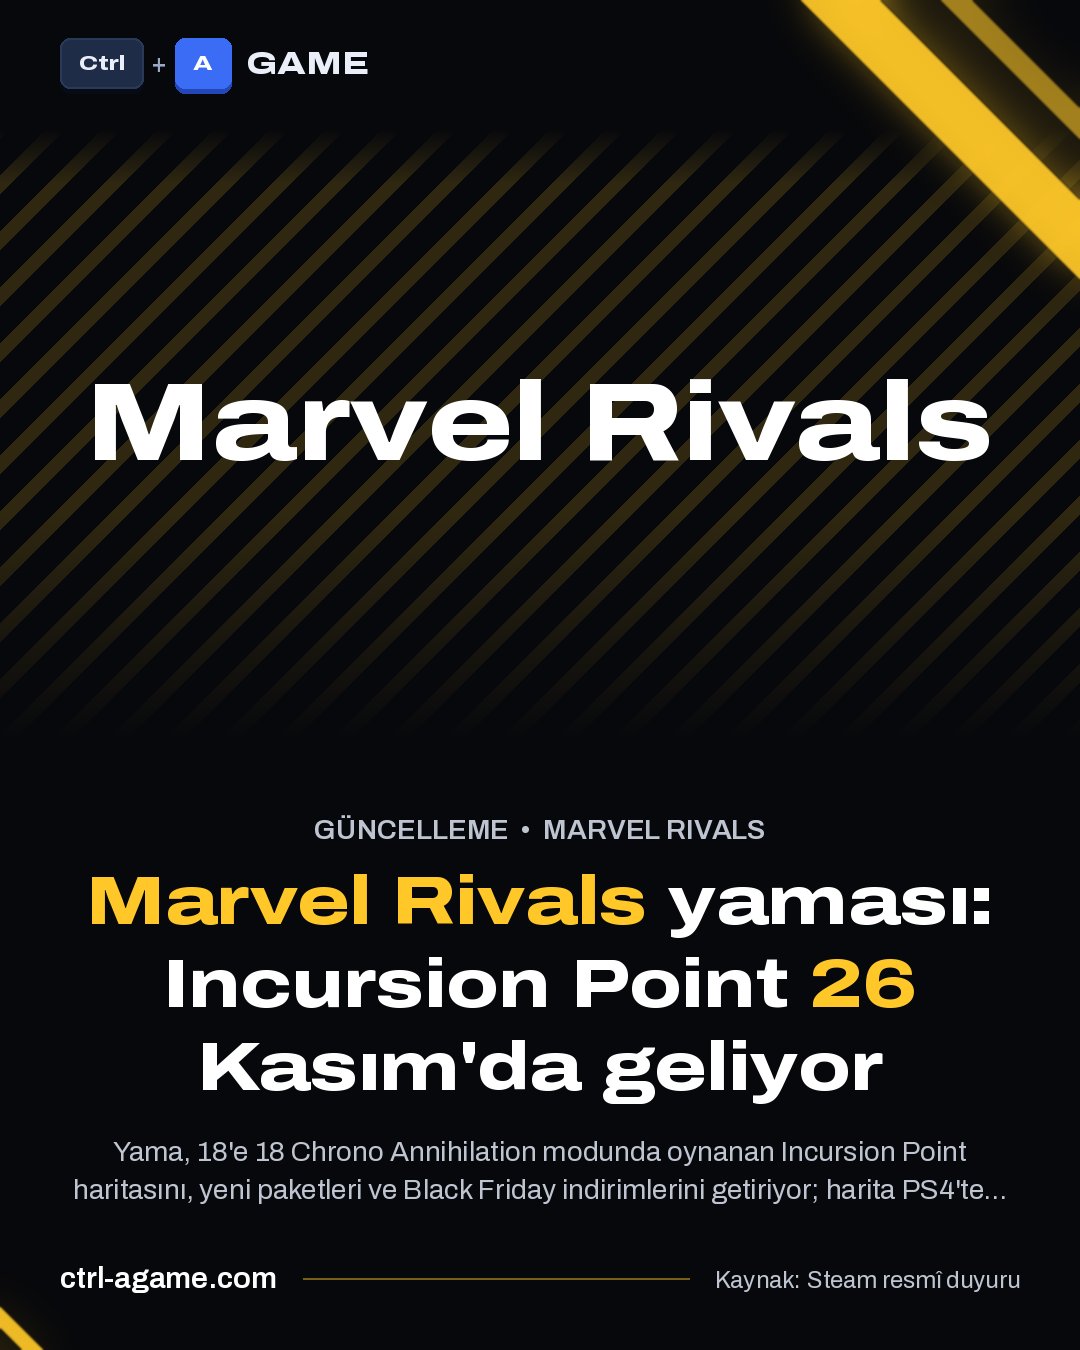 Ctrl + A GAME
Marvel Rivals
GÜNCELLEME • MARVEL RIVALS
Marvel Rivals yaması:
Incursion Point 26
Kasım'da geliyor
Yama, 18'e 18 Chrono Annihilation modunda oynanan Incursion Point
haritasını, yeni paketleri ve Black Friday indirimlerini getiriyor; harita PS4'te...
ctrl-agame.com
Kaynak: Steam resmî duyuru